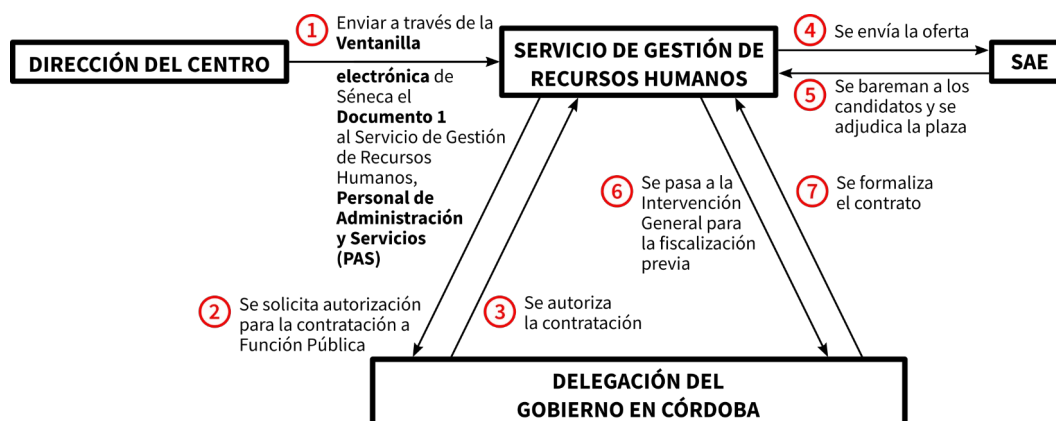 DIRECCIÓN DEL CENTRO
1
Enviar a través de la
Ventanilla
electrónica de
Séneca el
Documento 1
al Servicio de Gestión
de Recursos
Humanos,
Personal de
Administración
y Servicios
(PAS)
SERVICIO DE GESTIÓN DE
RECURSOS HUMANOS
4
Se envía la oferta
SAE
5
Se bareman a los
candidatos y se
adjudica la plaza
2
Se solicita autorización
para la contratación a
Función Pública
3
Se autoriza
la contratación
6
Se pasa a la
Intervención
General para
la fiscalización
previa
7
Se formaliza
el contrato
DELEGACIÓN DEL
GOBIERNO EN CÓRDOBA